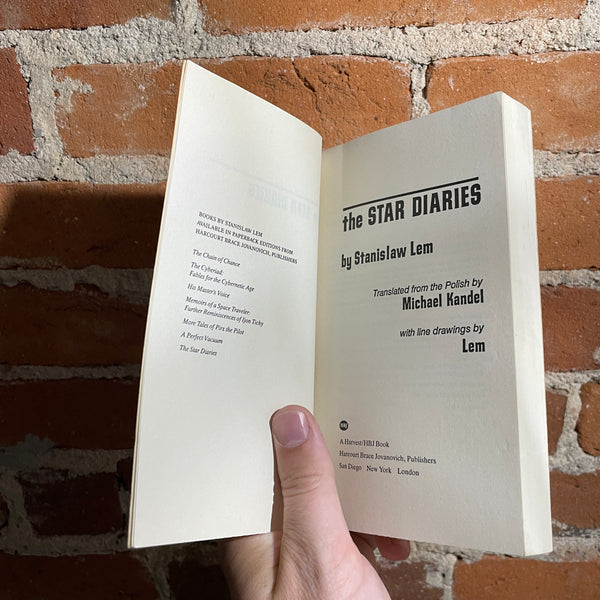 BOOKS BY STANISLAW LEM
AVAILABLE IN PAPERBACK EDITIONS FROM
HARCOURT BRACE JOVANOVICH, PUBLISHERS
The Chain of Chance
The Cyberiad:
Fables for the Cybernetic Age
His Master's Voice
Memoirs of a Space Traveler:
Further Reminiscences of Ijon Tichy
More Tales of Pirx the Pilot
A Perfect Vacuum
The Star Diaries
the STAR DIARIES
by Stanislaw Lem
Translated from the Polish by
Michael Kandel
with line drawings by
Lem
HBJ
A Harvest/HBJ Book
Harcourt Brace Jovanovich, Publishers
San Diego New York London